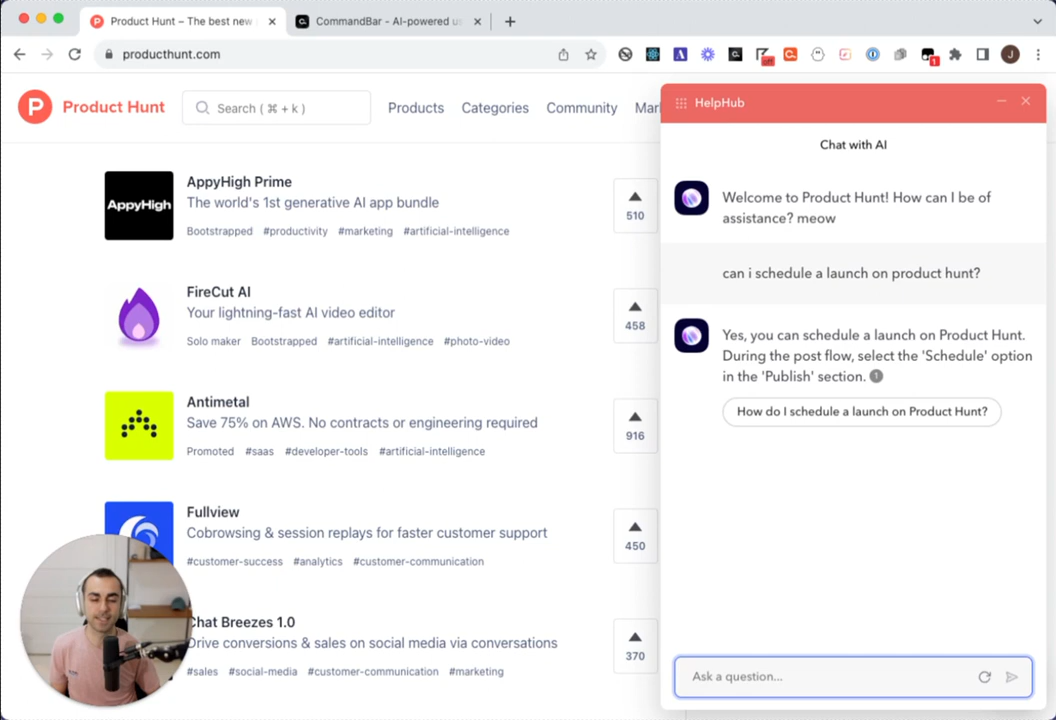 Product Hunt – The best new
CommandBar - AI-powered us
producthunt.com
off
1
J
P
Product Hunt
Search ( ⌘ + k )
Products
Categories
Community
Mar
HelpHub
Chat with AI
Welcome to Product Hunt! How can I be of
assistance? meow
can i schedule a launch on product hunt?
Yes, you can schedule a launch on Product Hunt.
During the post flow, select the 'Schedule' option
in the 'Publish' section. 1
How do I schedule a launch on Product Hunt?
Ask a question...
AppyHigh
AppyHigh Prime
The world's 1st generative AI app bundle
Bootstrapped #productivity #marketing #artificial-intelligence
510
FireCut AI
Your lightning-fast AI video editor
Solo maker Bootstrapped #artificial-intelligence #photo-video
458
Antimetal
Save 75% on AWS. No contracts or engineering required
Promoted #saas #developer-tools #artificial-intelligence
916
Fullview
Cobrowsing & session replays for faster customer support
#customer-success #analytics #customer-communication
450
Chat Breezes 1.0
Drive conversions & sales on social media via conversations
#sales #social-media #customer-communication #marketing
370